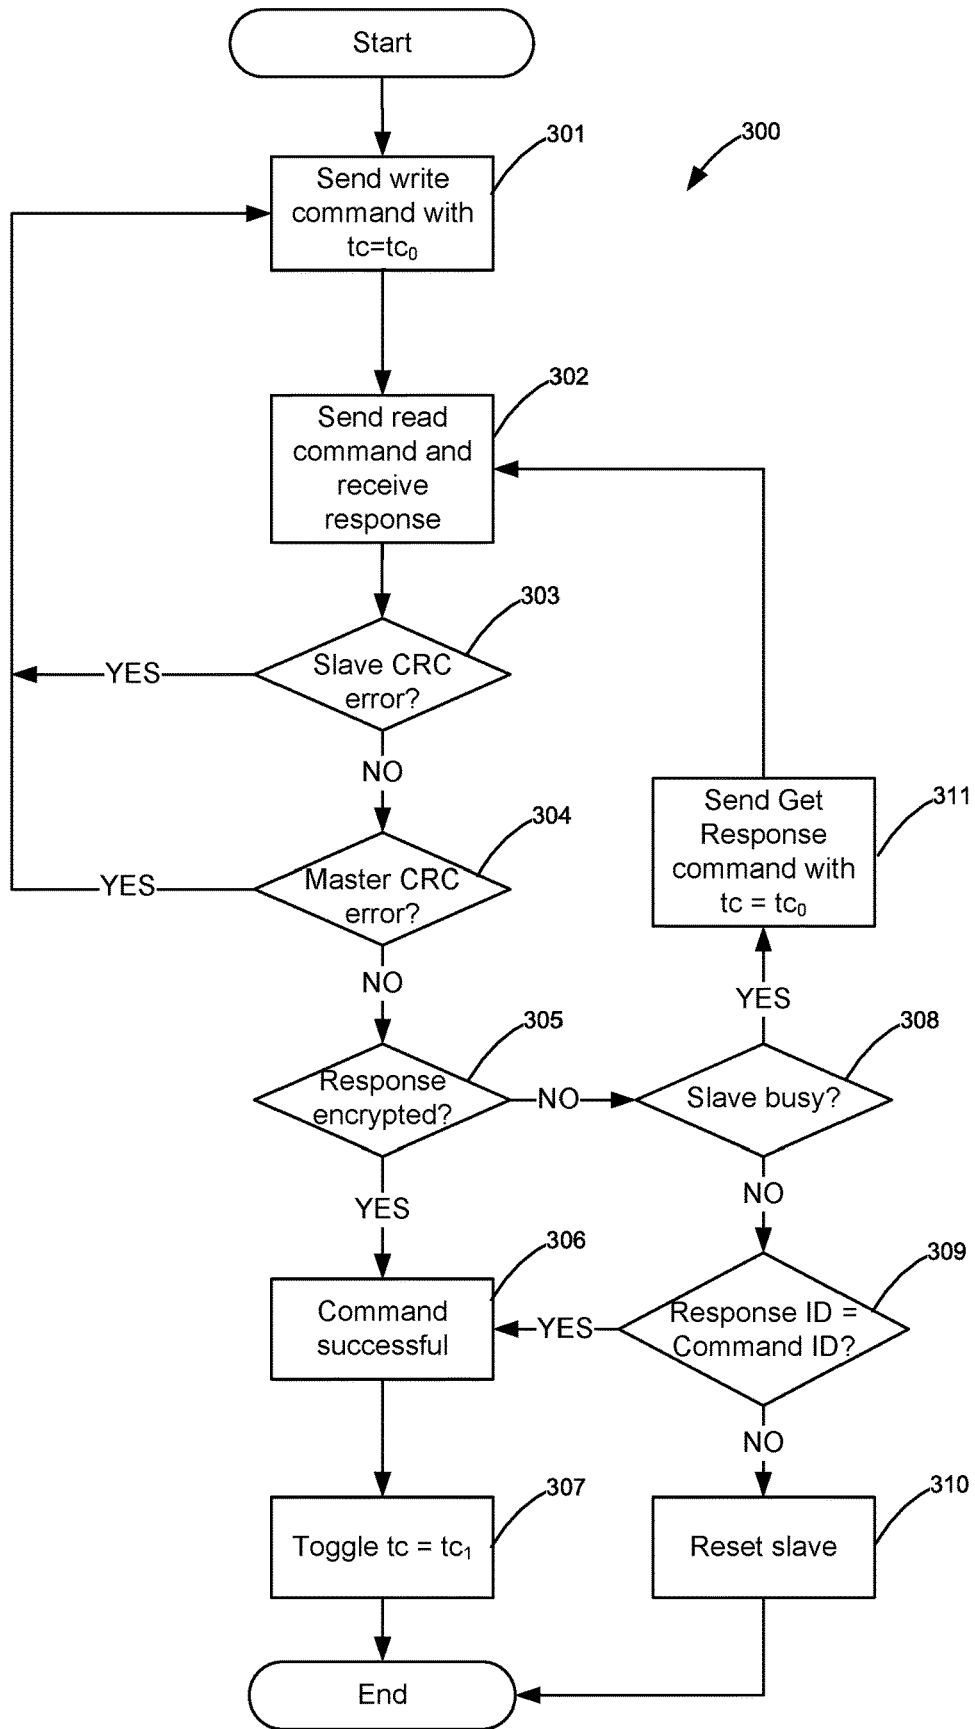 Start
301
300
Send write
command with
tc=tc₀
302
Send read
command and
receive
response
303
Slave CRC
error?
YES
NO
304
Master CRC
error?
YES
NO
311
Send Get
Response
command with
tc = tc₀
YES
305
Response
encrypted?
NO
308
Slave busy?
YES
NO
306
Command
successful
YES
309
Response ID =
Command ID?
NO
307
Toggle tc = tc₁
310
Reset slave
End